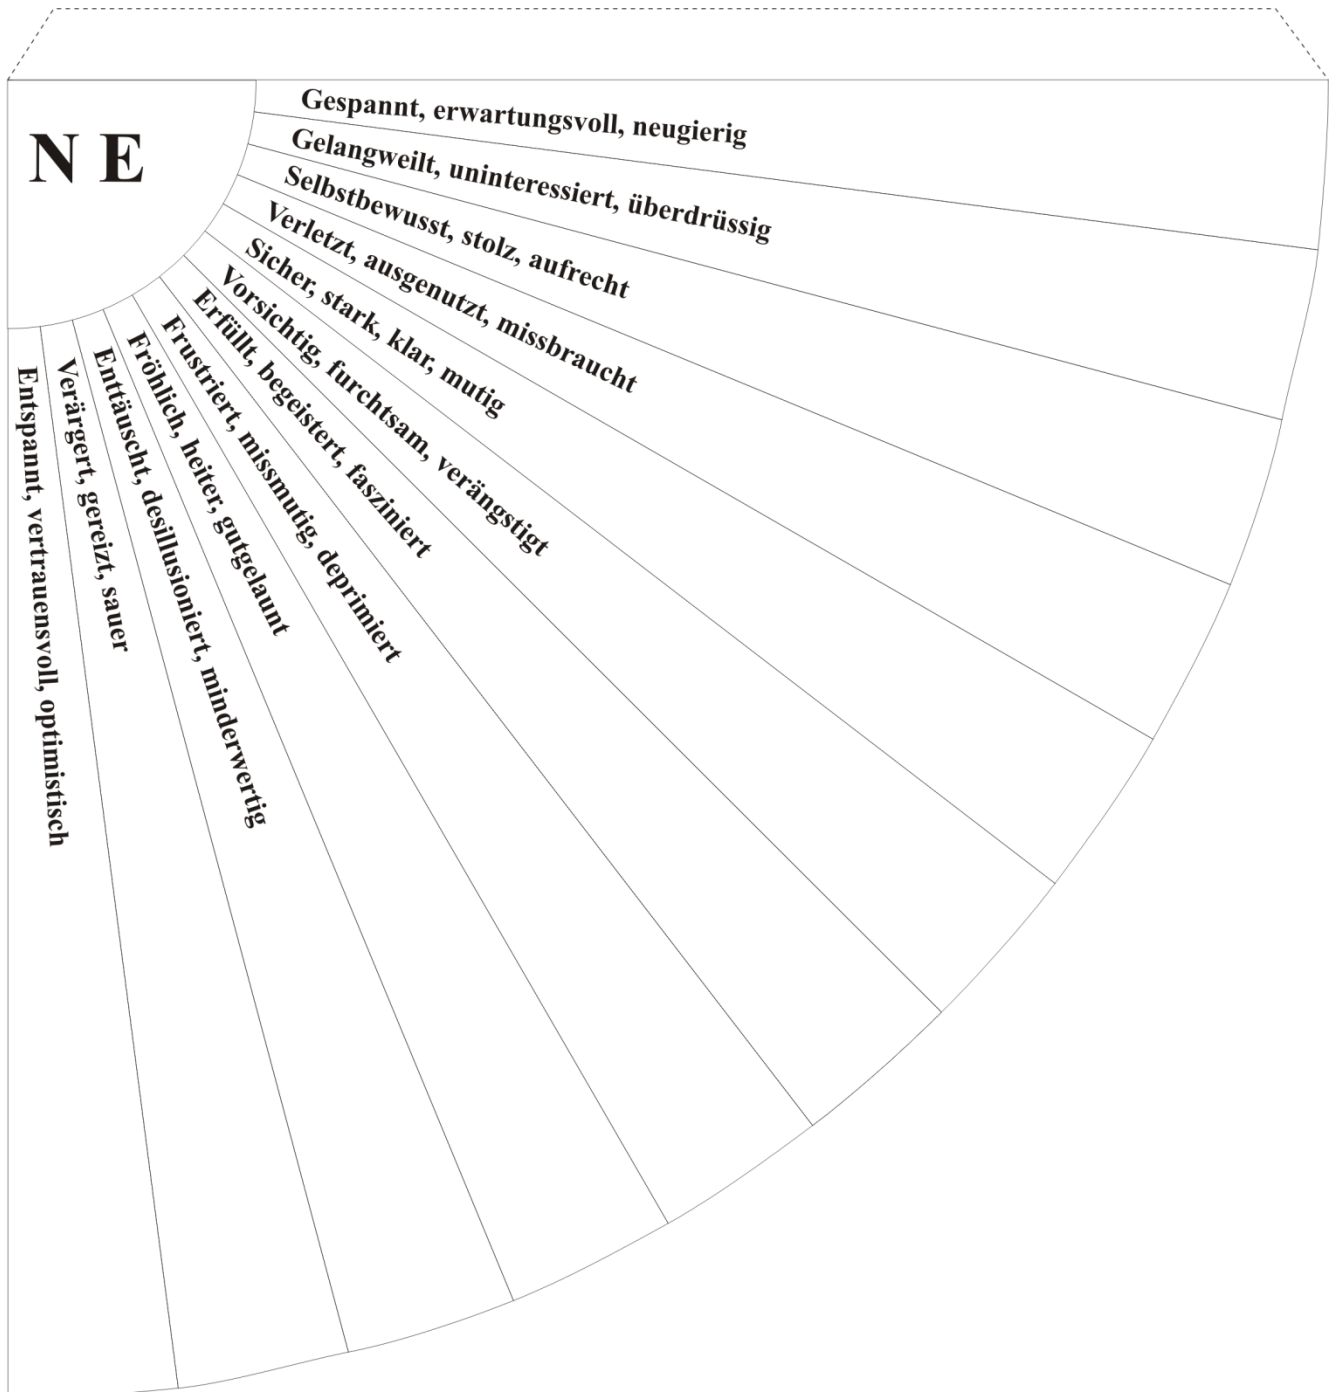 N E
Gespannt, erwartungsvoll, neugierig
Gelangweilt, uninteressiert, überdrüssig
Selbstbewusst, stolz, aufrecht
Verletzt, ausgenutzt, missbraucht
Sicher, stark, klar, mutig
Vorsichtig, furchtsam, verängstigt
Erfüllt, begeistert, fasziniert
Frustriert, missmutig, deprimiert
Fröhlich, heiter, gutgelaunt
Enttäuscht, desillusioniert, minderwertig
Verärgert, gereizt, sauer
Entspannt, vertrauensvoll, optimistisch